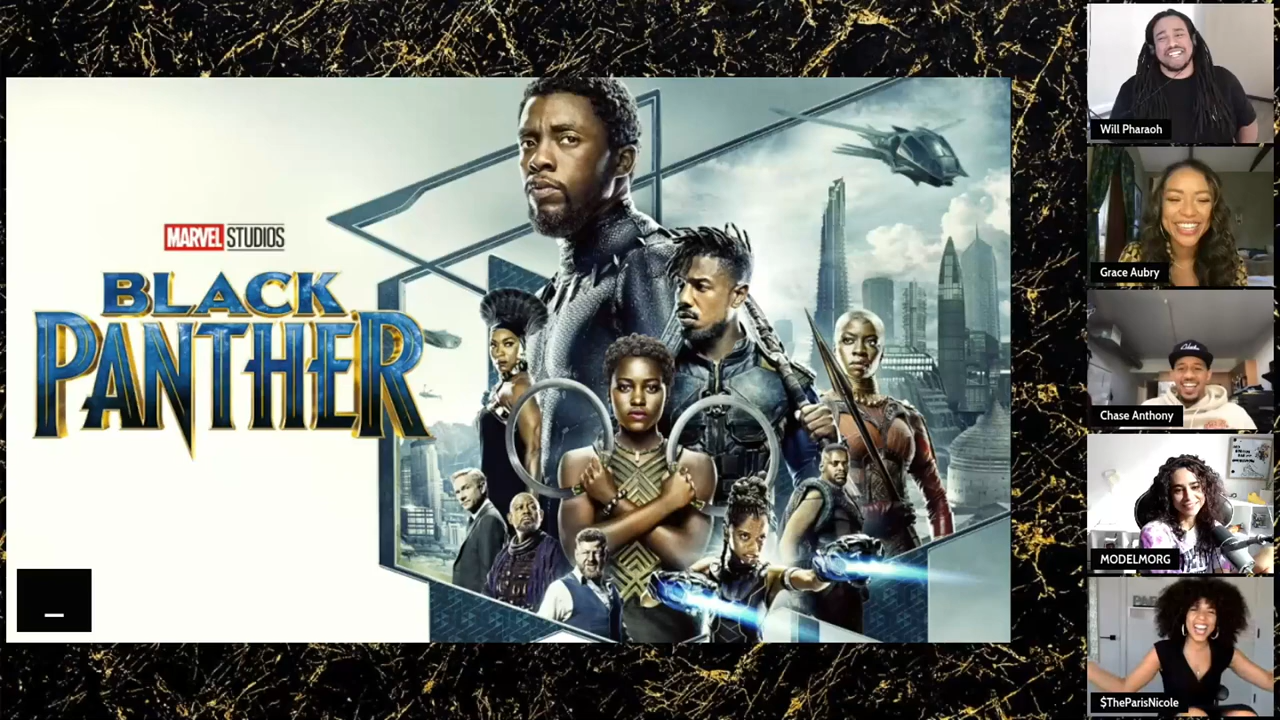 MARVEL STUDIOS
BLACK
PANTHER
Will Pharaoh
Grace Aubry
Chase Anthony
MODELMORG
$TheParisNicole